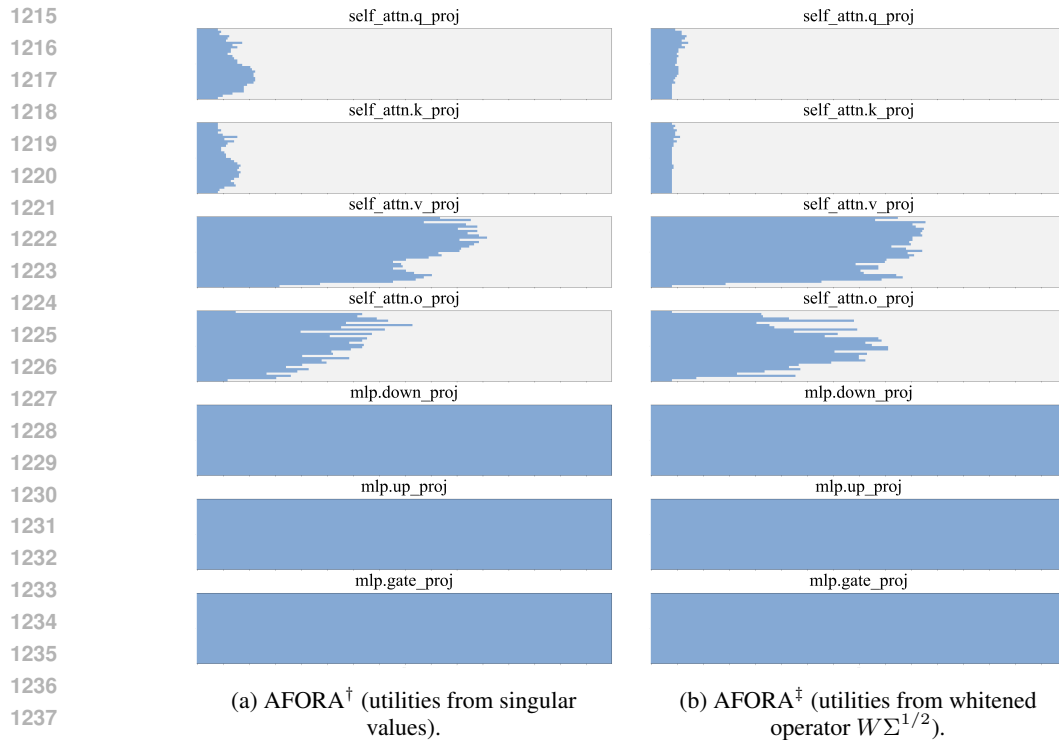 1215
1216
1217
1218
1219
1220
1221
1222
1223
1224
1225
1226
1227
1228
1229
1230
1231
1232
1233
1234
1235
1236
1237
self_attn.q_proj
self_attn.k_proj
self_attn.v_proj
self_attn.o_proj
mlp.down_proj
mlp.up_proj
mlp.gate_proj
(a) AFORA† (utilities from singular
values).
self_attn.q_proj
self_attn.k_proj
self_attn.v_proj
self_attn.o_proj
mlp.down_proj
mlp.up_proj
mlp.gate_proj
(b) AFORA‡ (utilities from whitened
operator WΣ^{1/2}).